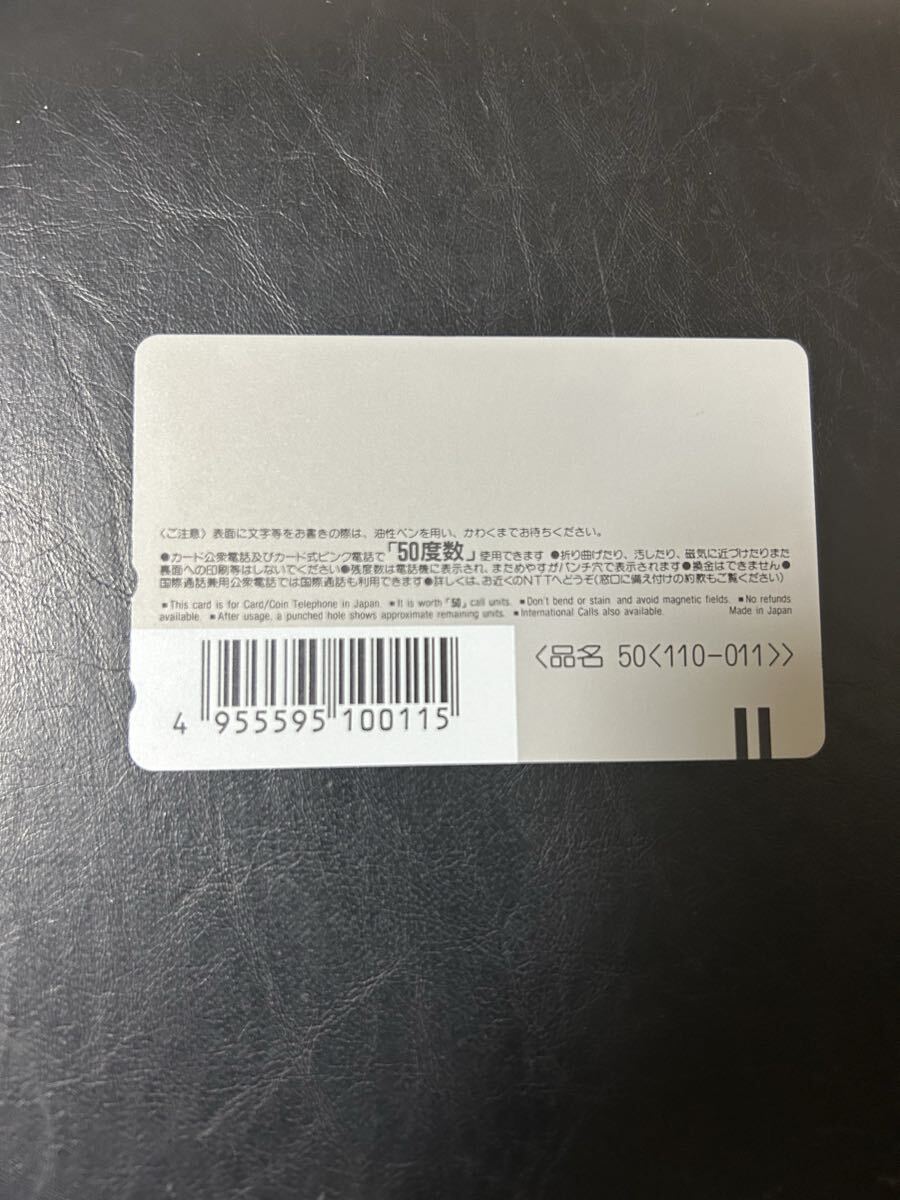 〈ご注意〉表面に文字等をお書きの際は、油性ペンを用い、かわくまでお待ちください。
●カード公衆電話及びカード式ピンク電話で「50度数」使用できます ●折り曲げたり、汚したり、磁気に近づけたりまた
裏面への印刷等はしないでください●残度数は電話機に表示され、まためやすがパンチ穴で表示されます●換金はできません●
国際通話兼用公衆電話では国際通話も利用できます●詳しくは、お近くのNTTへどうぞ(窓口に備え付けの約款もご覧ください)
■This card is for Card/Coin Telephone in Japan. ■It is worth「50」call units. ■Don't bend or stain and avoid magnetic fields. ■No refunds
available. ■After usage, a punched hole shows approximate remaining units. ■International Calls also available. Made in Japan
〈品名 50〈110-011〉〉
4 955595 100115